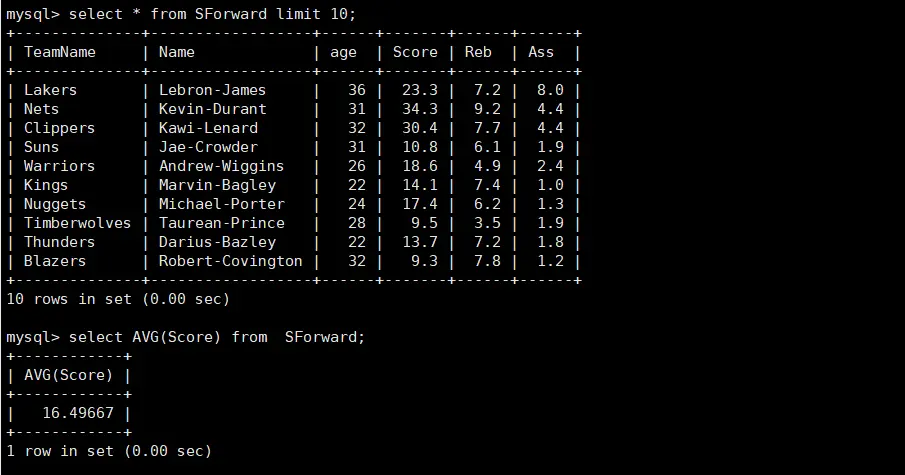 mysql> select * from SForward limit 10;
+--------------+------------------+------+-------+------+------+
| TeamName     | Name             | age  | Score | Reb  | Ass  |
+--------------+------------------+------+-------+------+------+
| Lakers       | Lebron-James     |   36 |  23.3 |  7.2 |  8.0 |
| Nets         | Kevin-Durant     |   31 |  34.3 |  9.2 |  4.4 |
| Clippers     | Kawi-Lenard      |   32 |  30.4 |  7.7 |  4.4 |
| Suns         | Jae-Crowder      |   31 |  10.8 |  6.1 |  1.9 |
| Warriors     | Andrew-Wiggins   |   26 |  18.6 |  4.9 |  2.4 |
| Kings        | Marvin-Bagley    |   22 |  14.1 |  7.4 |  1.0 |
| Nuggets      | Michael-Porter   |   24 |  17.4 |  6.2 |  1.3 |
| Timberwolves | Taurean-Prince   |   28 |   9.5 |  3.5 |  1.9 |
| Thunders     | Darius-Bazley    |   22 |  13.7 |  7.2 |  1.8 |
| Blazers      | Robert-Covington |   32 |   9.3 |  7.8 |  1.2 |
+--------------+------------------+------+-------+------+------+
10 rows in set (0.00 sec)

mysql> select AVG(Score) from  SForward;
+------------+
| AVG(Score) |
+------------+
|   16.49667 |
+------------+
1 row in set (0.00 sec)